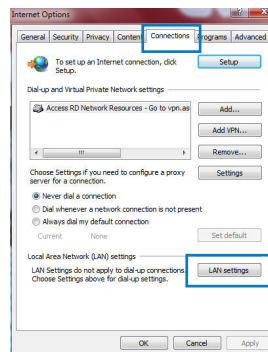 Internet Options
General Security Privacy Content Connections Programs Advanced
To set up an Internet connection, click Setup.
Setup
Dial-up and Virtual Private Network settings
Access RD Network Resources - Go to vpn.as
Add...
Add VPN...
Remove...
Choose Settings if you need to configure a proxy server for a connection.
Settings
Never dial a connection
Dial whenever a network connection is not present
Always dial my default connection
Current None
Set default
Local Area Network (LAN) settings
LAN Settings do not apply to dial-up connections. Choose Settings above for dial-up settings.
LAN settings
OK Cancel Apply